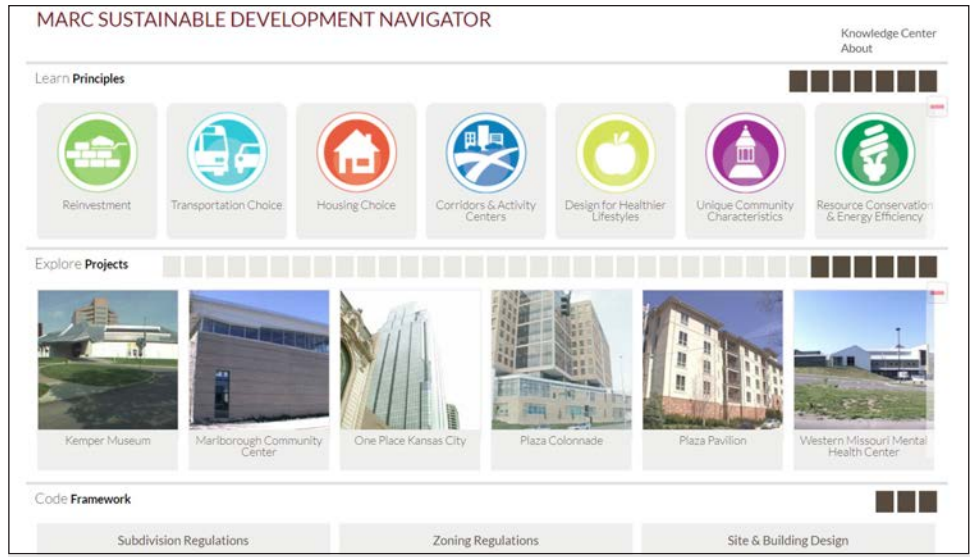 MARC SUSTAINABLE DEVELOPMENT NAVIGATOR
Knowledge Center
About
Learn Principles
Reinvestment
Transportation Choice
Housing Choice
Corridors & Activity
Centers
Design for Healthier
Lifestyles
Unique Community
Characteristics
Resource Conservation
& Energy Efficiency
Explore Projects
Kemper Museum
Marlborough Community
Center
One Place Kansas City
Plaza Colonnade
Plaza Pavilion
Western Missouri Mental
Health Center
Code Framework
Subdivision Regulations
Zoning Regulations
Site & Building Design